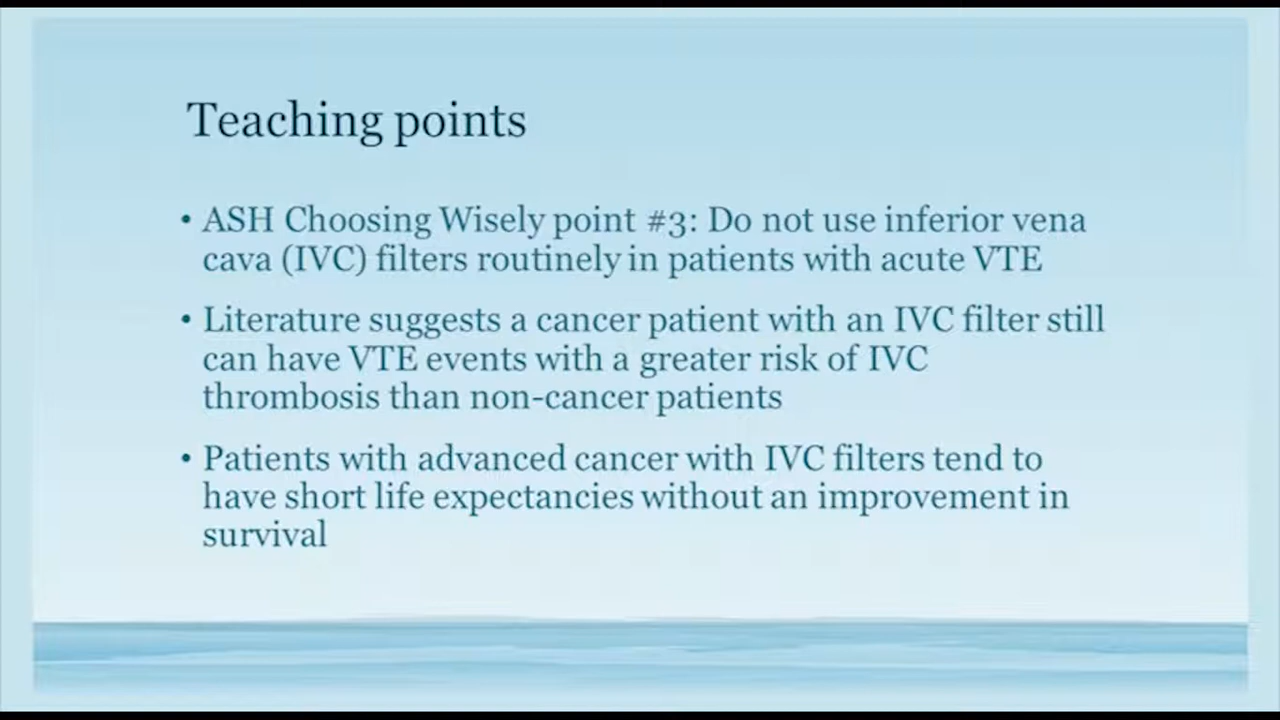 Teaching points
• ASH Choosing Wisely point #3: Do not use inferior vena
cava (IVC) filters routinely in patients with acute VTE
• Literature suggests a cancer patient with an IVC filter still
can have VTE events with a greater risk of IVC
thrombosis than non-cancer patients
• Patients with advanced cancer with IVC filters tend to
have short life expectancies without an improvement in
survival